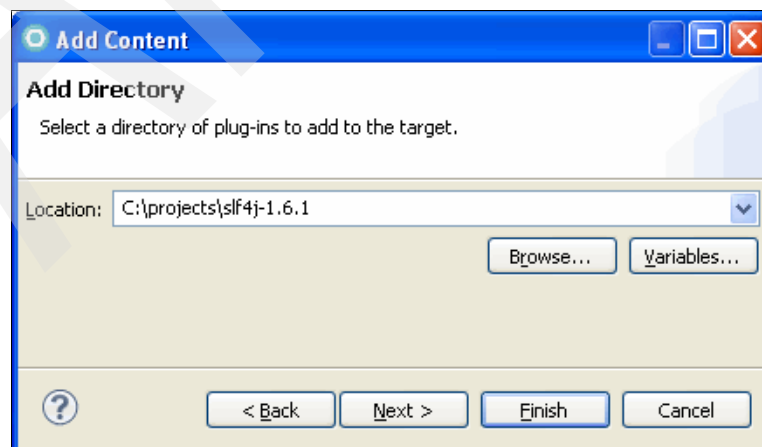 Add Content
Add Directory
Select a directory of plug-ins to add to the target.
Location: C:\projects\slf4j-1.6.1
Browse... Variables...
< Back Next > Finish Cancel